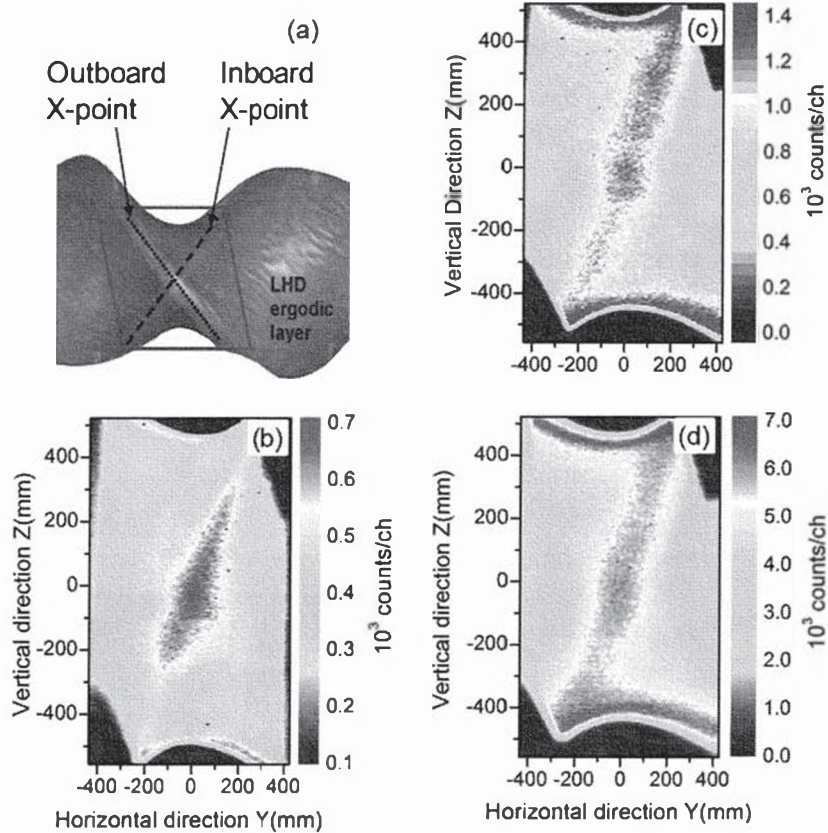 (a)
Outboard
X-point
Inboard
X-point
LHD
ergodic
layer
(c)
Vertical Direction Z(mm)
400
200
0
-200
-400
-400 -200 0 200 400
1.4
1.2
1.0
0.8
0.6
0.4
0.2
0.0
10³ counts/ch
(b)
Vertical direction Z(mm)
400
200
0
-200
-400
-400 -200 0 200 400
Horizontal direction Y(mm)
0.7
0.6
0.5
0.4
0.3
0.2
0.1
10³ counts/ch
(d)
Vertical direction Z(mm)
400
200
0
-200
-400
-400 -200 0 200 400
Horizontal direction Y(mm)
7.0
6.0
5.0
4.0
3.0
2.0
1.0
0.0
10³ counts/ch